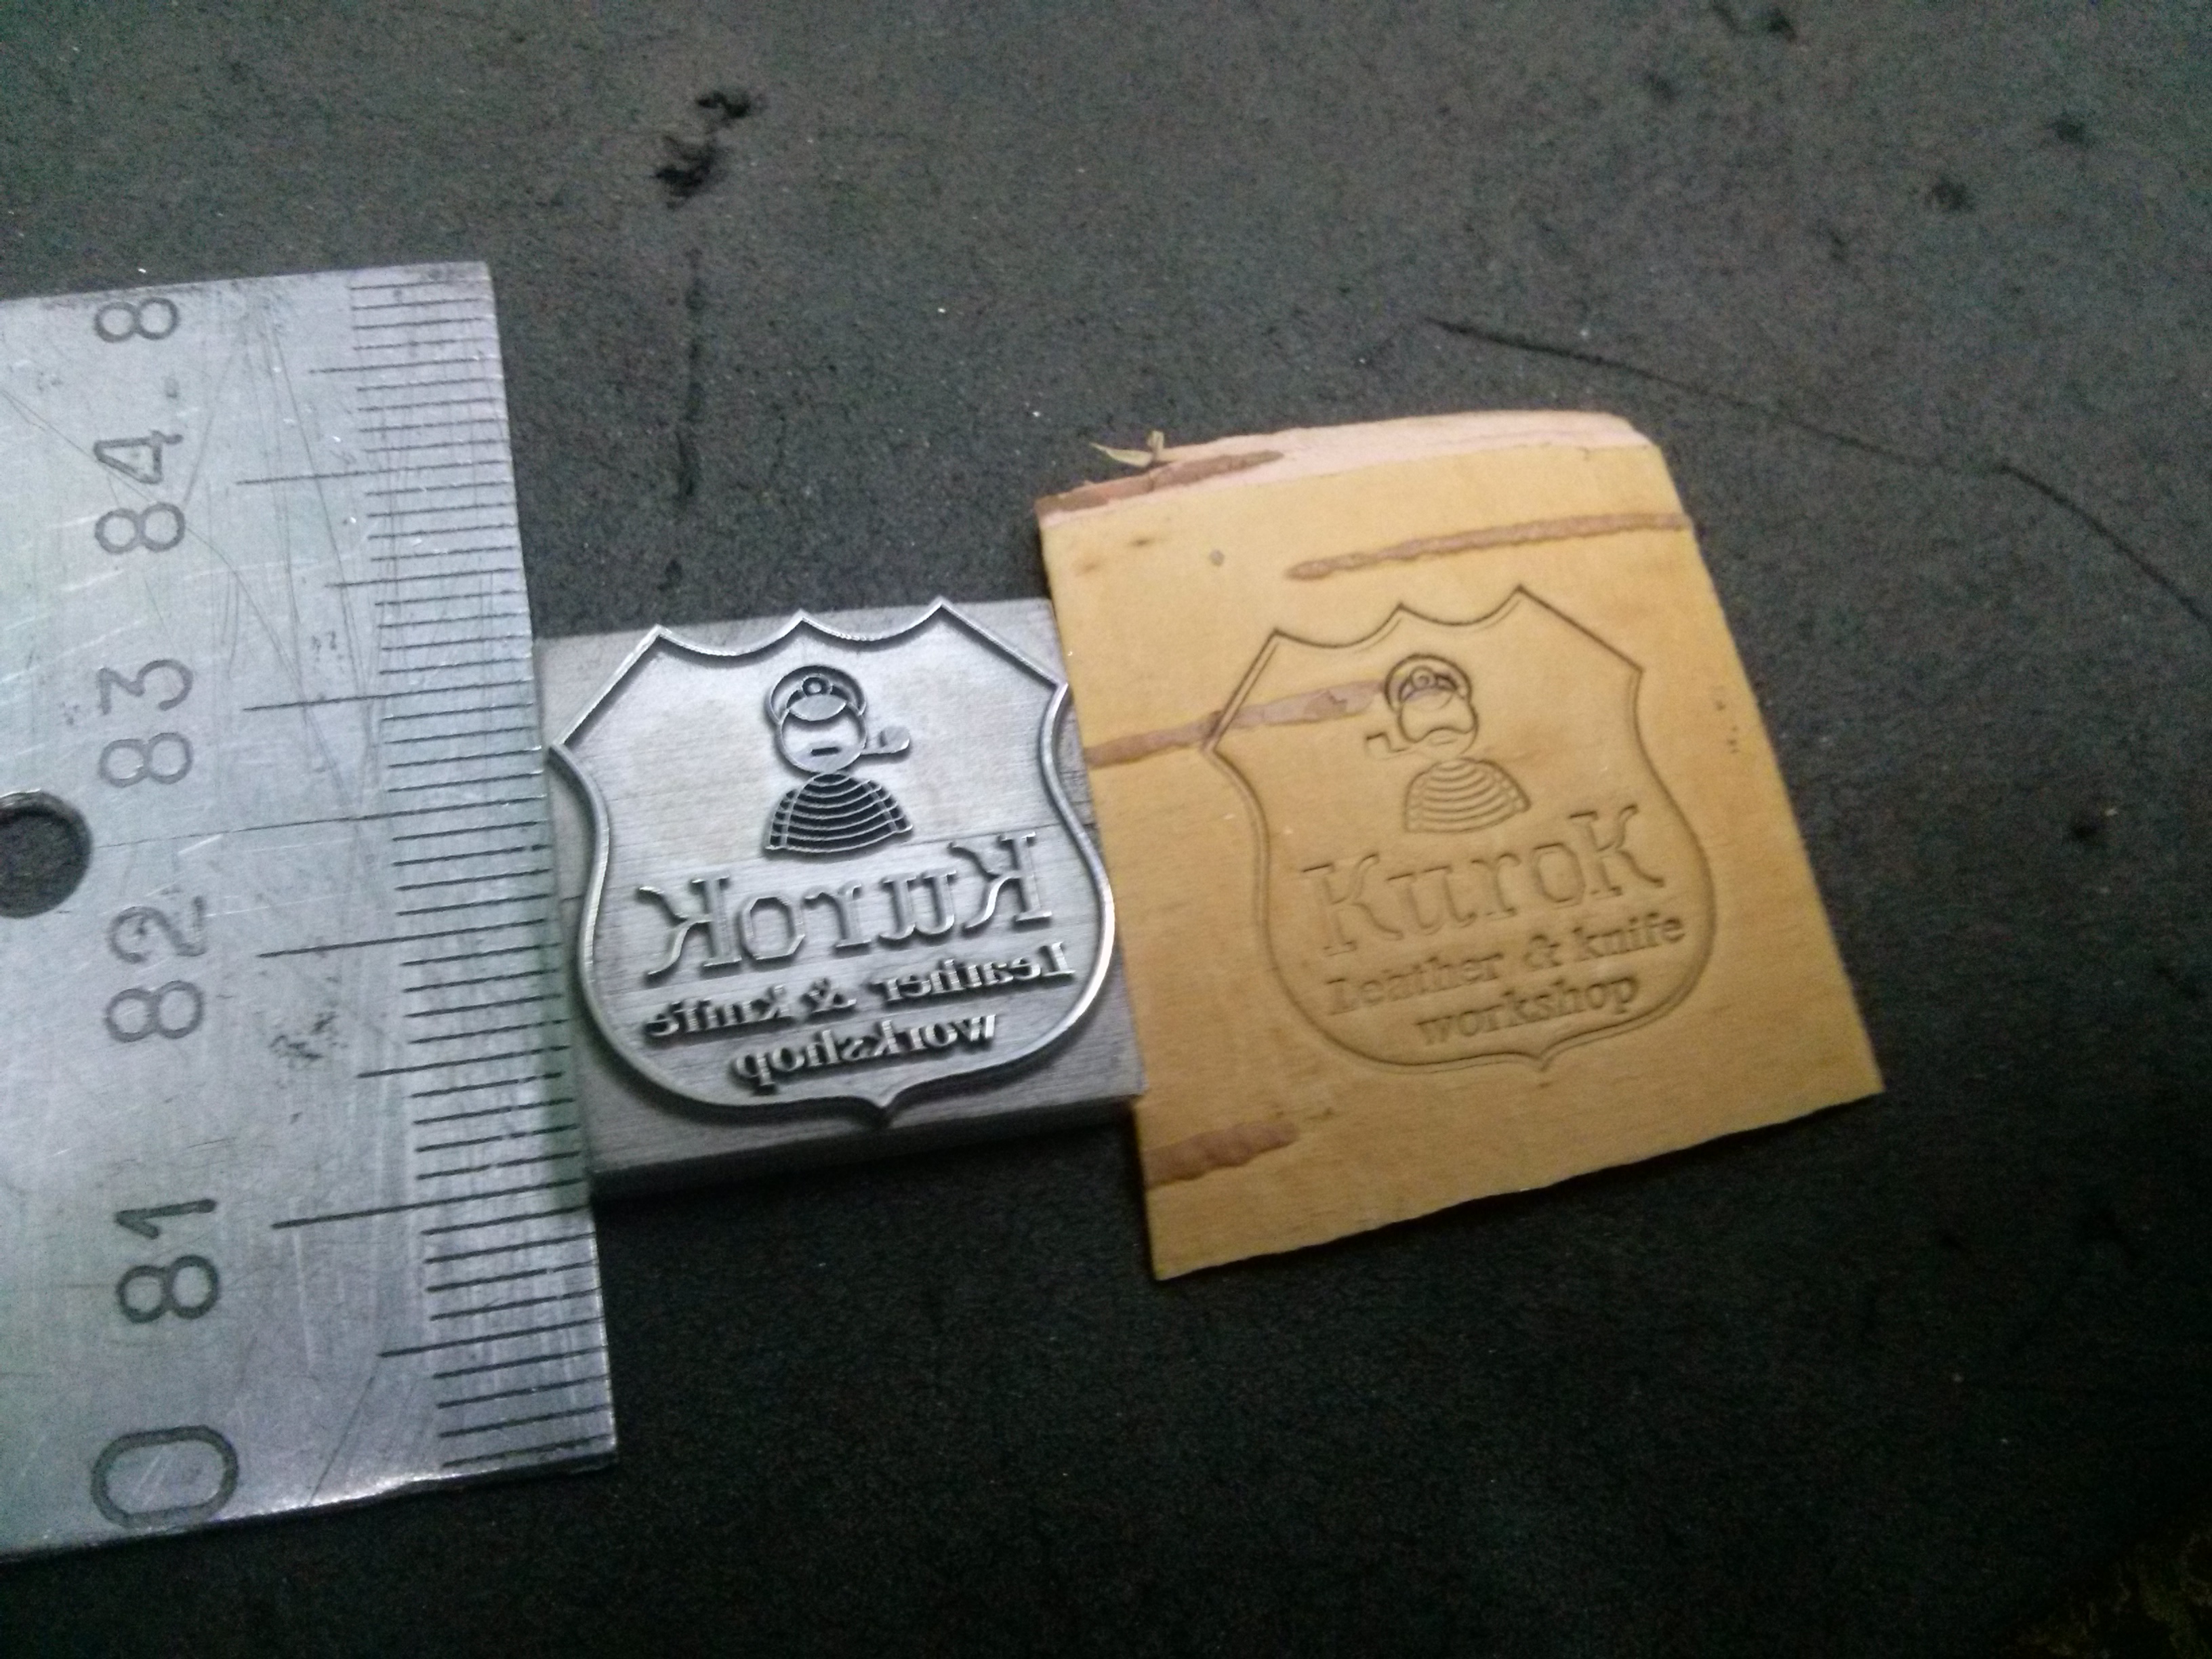 8
84
83
82
81
0
KuroK
Leather & knife
workshop
KuroK
Leather & knife
workshop